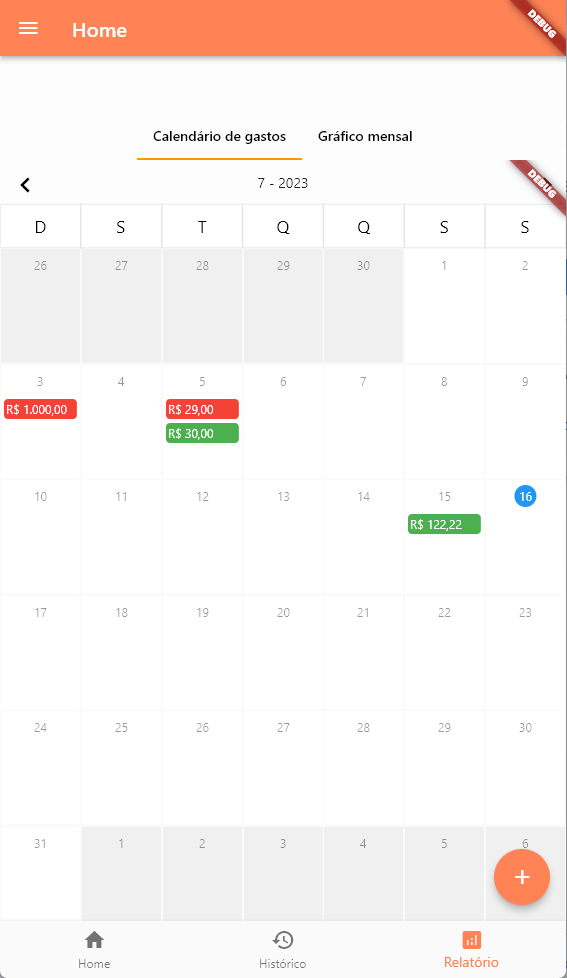 Home
DEBUG
Calendário de gastos Gráfico mensal
7 - 2023
DEBUG
D S T Q Q S S
26 27 28 29 30 1 2
3 4 5 6 7 8 9
R$ 1.000,00 R$ 29,00
R$ 30,00
10 11 12 13 14 15 16
R$ 122,22
17 18 19 20 21 22 23
24 25 26 27 28 29 30
31 1 2 3 4 5 6
+
Home Histórico Relatório